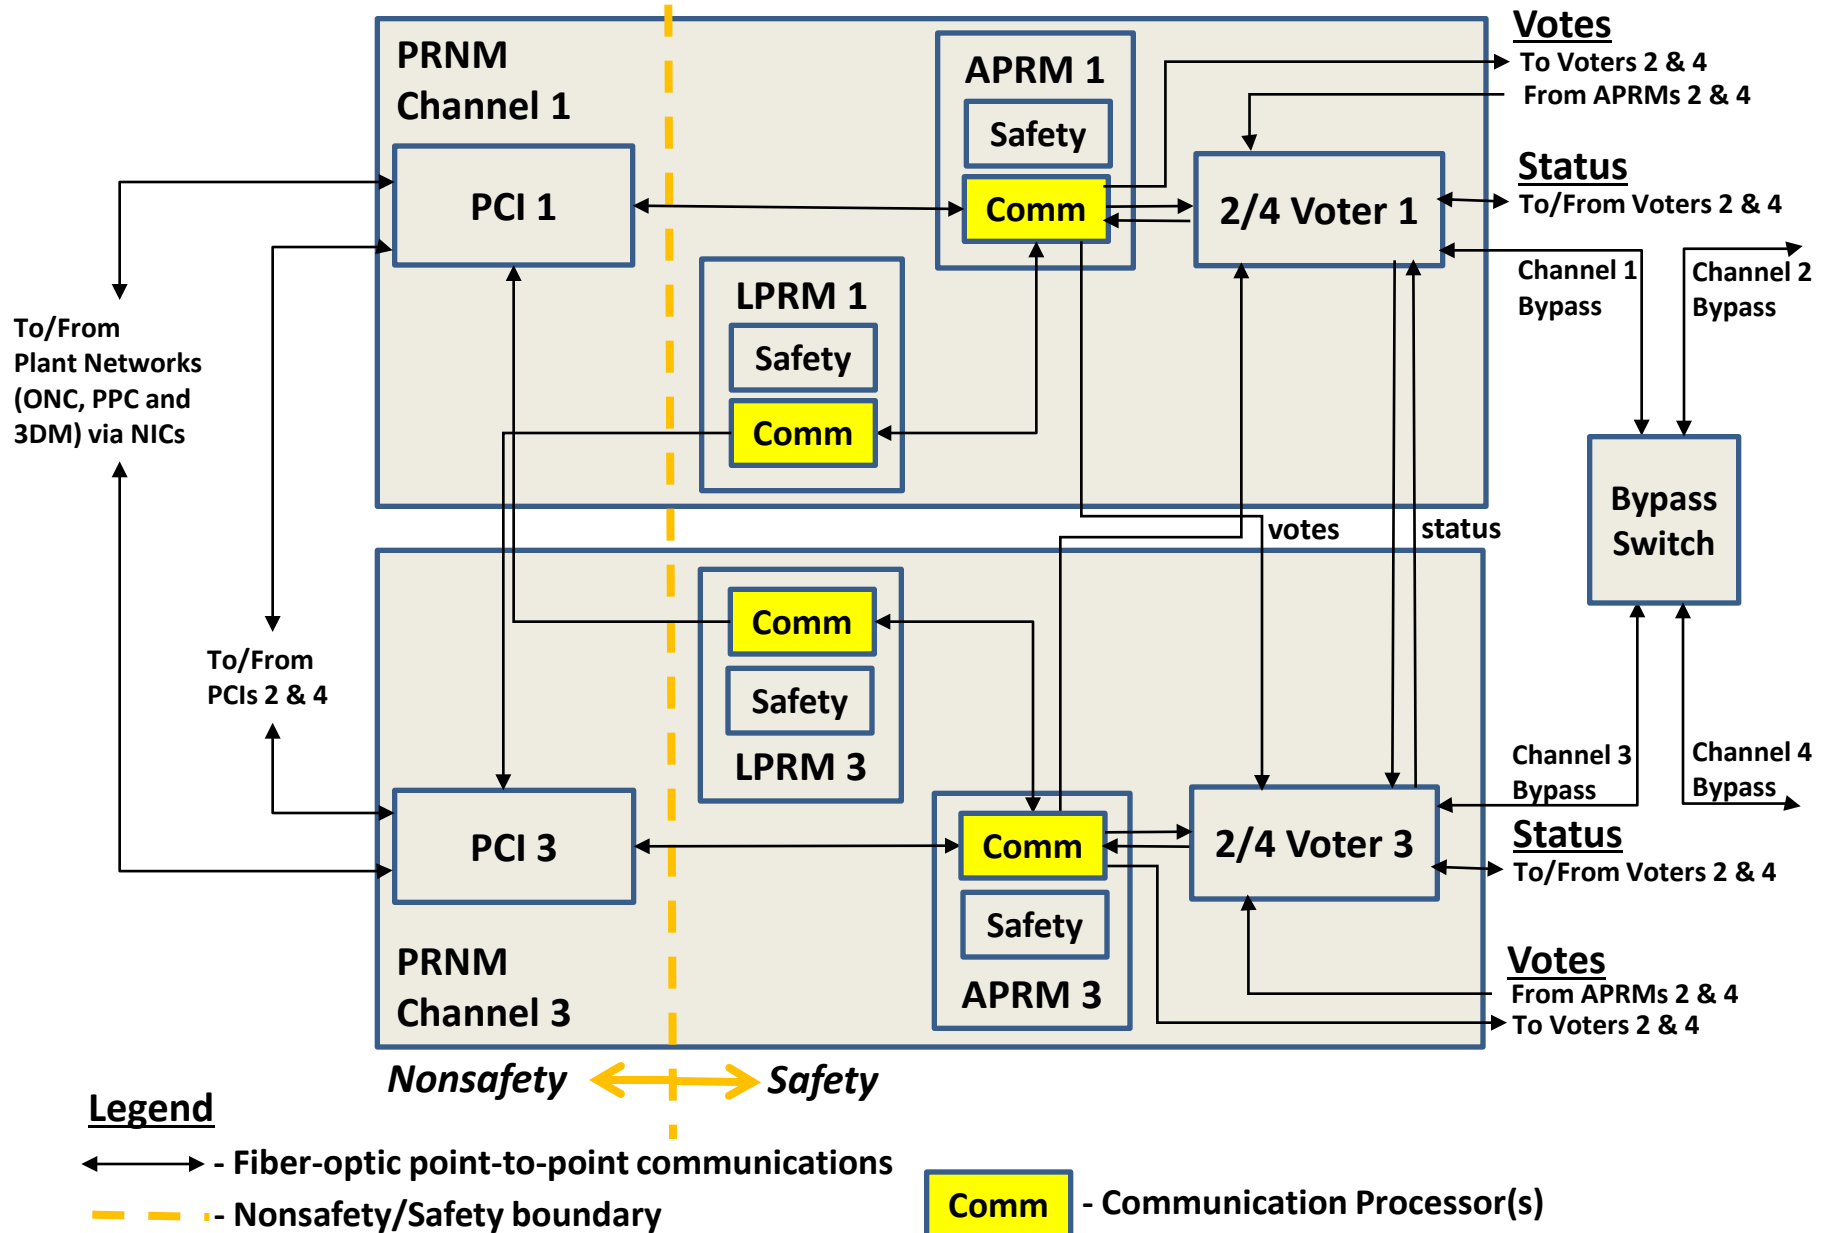 PRNM
Channel 1
APRM 1
Safety
Comm
PCI 1
2/4 Voter 1
LPRM 1
Safety
Comm
Votes
To Voters 2 & 4
From APRMs 2 & 4
Status
To/From Voters 2 & 4
Channel 1
Bypass
Channel 2
Bypass
To/From
Plant Networks
(ONC, PPC and
3DM) via NICs
Bypass
Switch
votes
status
To/From
PCIs 2 & 4
Comm
Safety
LPRM 3
PCI 3
Comm
Safety
APRM 3
2/4 Voter 3
Channel 3
Bypass
Channel 4
Bypass
Status
To/From Voters 2 & 4
Votes
From APRMs 2 & 4
To Voters 2 & 4
PRNM
Channel 3
Nonsafety
Safety
Legend
- Fiber-optic point-to-point communications
- Nonsafety/Safety boundary
Comm
- Communication Processor(s)